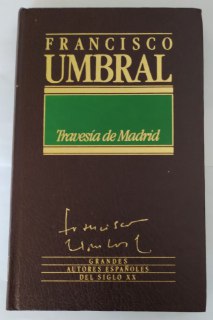 FRANCISCO
UMBRAL
Travesía de Madrid
francisco
Umbral
GRANDES
AUTORES ESPAÑOLES
DEL SIGLO XX